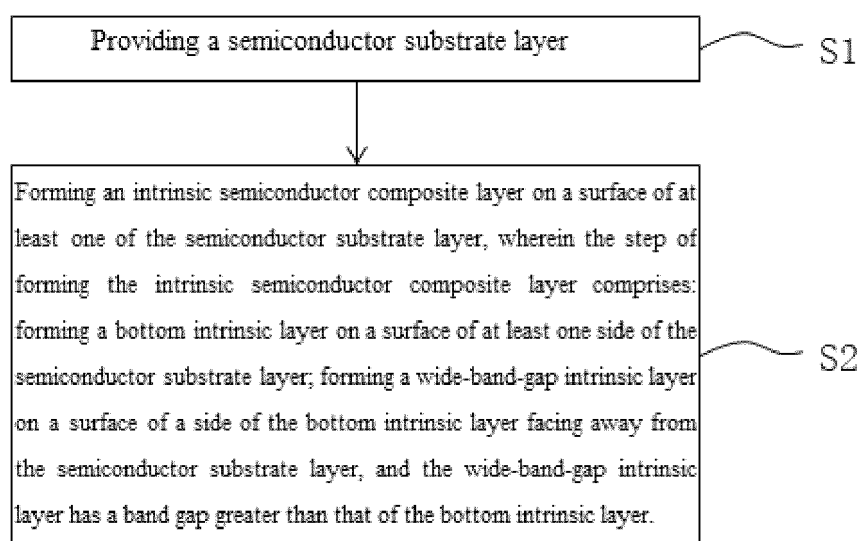 Providing a semiconductor substrate layer
S1
Forming an intrinsic semiconductor composite layer on a surface of at
least one of the semiconductor substrate layer, wherein the step of
forming the intrinsic semiconductor composite layer comprises:
forming a bottom intrinsic layer on a surface of at least one side of the
semiconductor substrate layer; forming a wide-band-gap intrinsic layer
on a surface of a side of the bottom intrinsic layer facing away from
the semiconductor substrate layer, and the wide-band-gap intrinsic
layer has a band gap greater than that of the bottom intrinsic layer.
S2